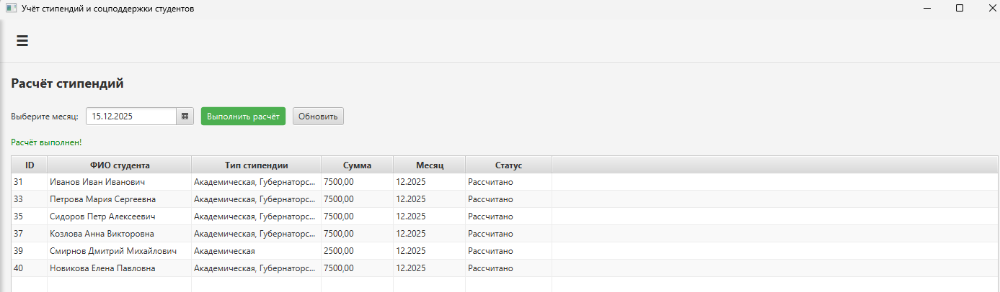 Учёт стипендий и соцподдержки студентов
Расчёт стипендий
Выберите месяц: 15.12.2025 Выполнить расчёт Обновить
Расчёт выполнен!
ID ФИО студента Тип стипендии Сумма Месяц Статус
31 Иванов Иван Иванович Академическая, Губернаторс... 7500,00 12.2025 Рассчитано
33 Петрова Мария Сергеевна Академическая, Губернаторс... 7500,00 12.2025 Рассчитано
35 Сидоров Петр Алексеевич Академическая, Губернаторс... 7500,00 12.2025 Рассчитано
37 Козлова Анна Викторовна Академическая, Губернаторс... 7500,00 12.2025 Рассчитано
39 Смирнов Дмитрий Михайлович Академическая 2500,00 12.2025 Рассчитано
40 Новикова Елена Павловна Академическая, Губернаторс... 7500,00 12.2025 Рассчитано